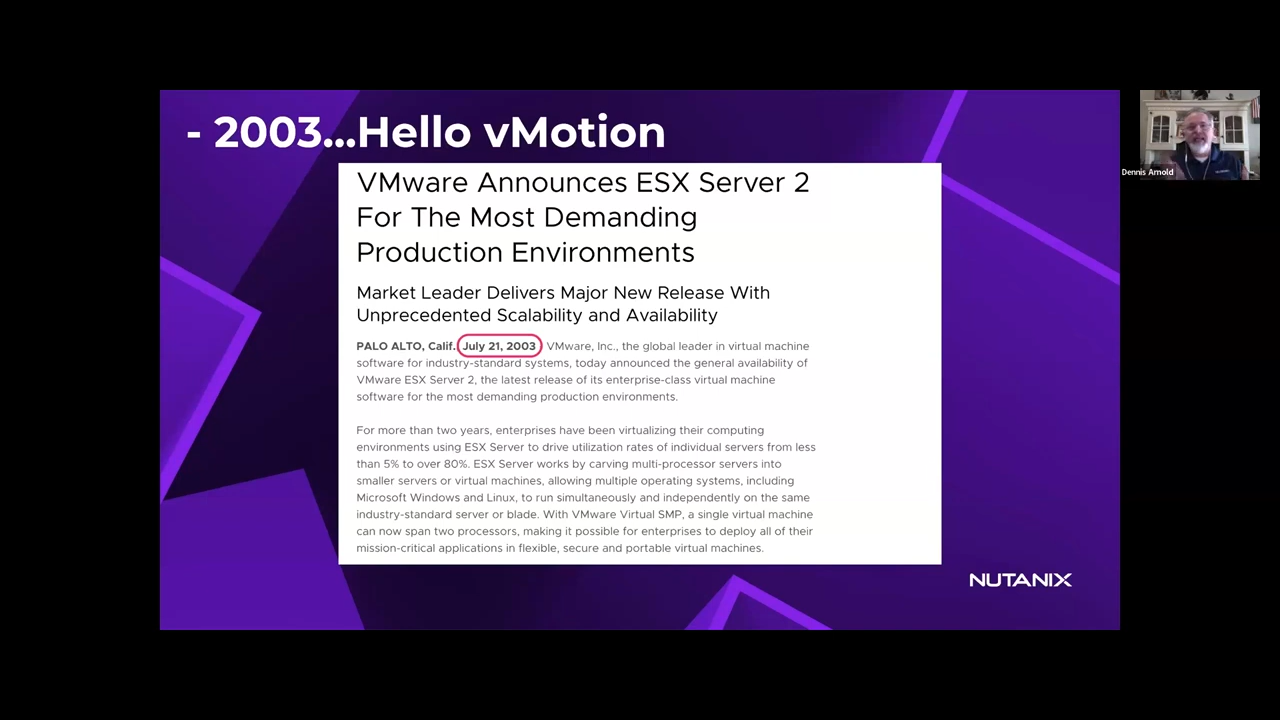 - 2003...Hello vMotion
VMware Announces ESX Server 2
For The Most Demanding
Production Environments
Market Leader Delivers Major New Release With
Unprecedented Scalability and Availability
PALO ALTO, Calif. July 21, 2003 VMware, Inc., the global leader in virtual machine
software for industry-standard systems, today announced the general availability of
VMware ESX Server 2, the latest release of its enterprise-class virtual machine
software for the most demanding production environments.
For more than two years, enterprises have been virtualizing their computing
environments using ESX Server to drive utilization rates of individual servers from less
than 5% to over 80%. ESX Server works by carving multi-processor servers into
smaller servers or virtual machines, allowing multiple operating systems, including
Microsoft Windows and Linux, to run simultaneously and independently on the same
industry-standard server or blade. With VMware Virtual SMP, a single virtual machine
can now span two processors, making it possible for enterprises to deploy all of their
mission-critical applications in flexible, secure and portable virtual machines.
NUTANIX
Dennis Arnold